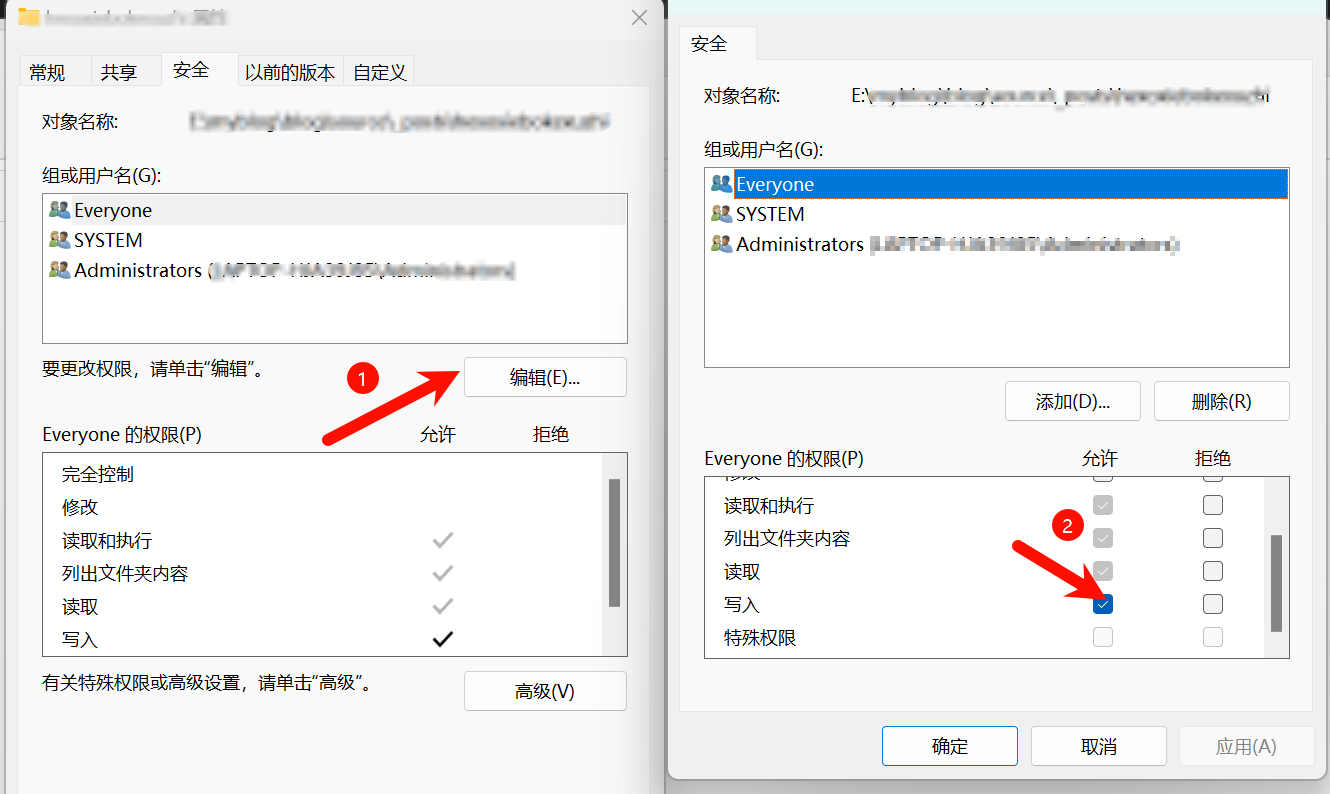 常规 共享 安全 以前的版本 自定义
对象名称:
组或用户名(G):
Everyone
SYSTEM
Administrators (
要更改权限，请单击“编辑”。
1
编辑(E)...
Everyone 的权限(P) 允许 拒绝
完全控制
修改
读取和执行
列出文件夹内容
读取
写入
有关特殊权限或高级设置，请单击“高级”。
高级(V)
安全
对象名称: E:\
组或用户名(G):
Everyone
SYSTEM
Administrators
添加(D)... 删除(R)
Everyone 的权限(P) 允许 拒绝
修改
读取和执行
2
列出文件夹内容
读取
写入
特殊权限
确定 取消 应用(A)